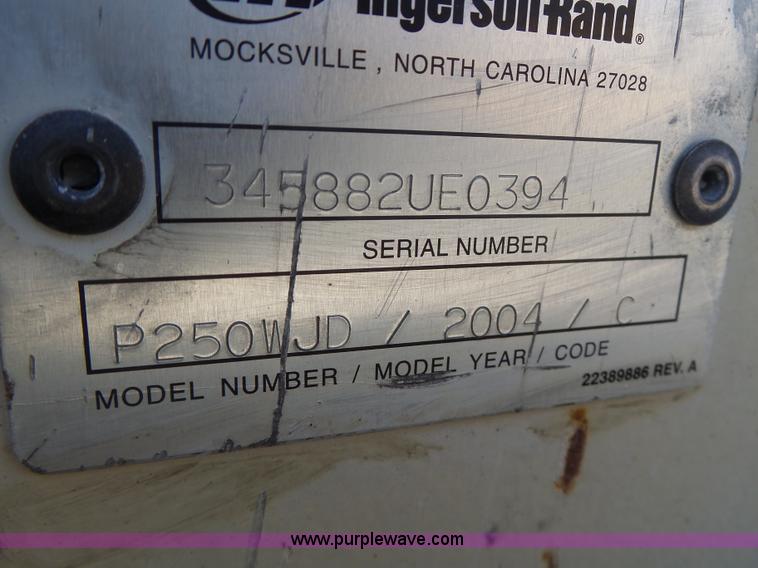 Ingersoll-Rand®
MOCKSVILLE , NORTH CAROLINA 27028
345882UE0394
SERIAL NUMBER
P250WJD / 2004 / C
MODEL NUMBER / MODEL YEAR / CODE
22389886 REV. A
www.purplewave.com